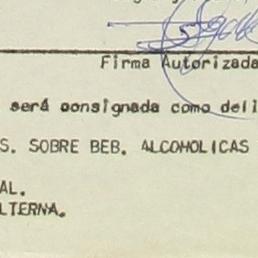 Firma Autorizada
será consignada como deli
S. SOBRE BEB. ALCOHOLICAS
AL.
LTERNA.